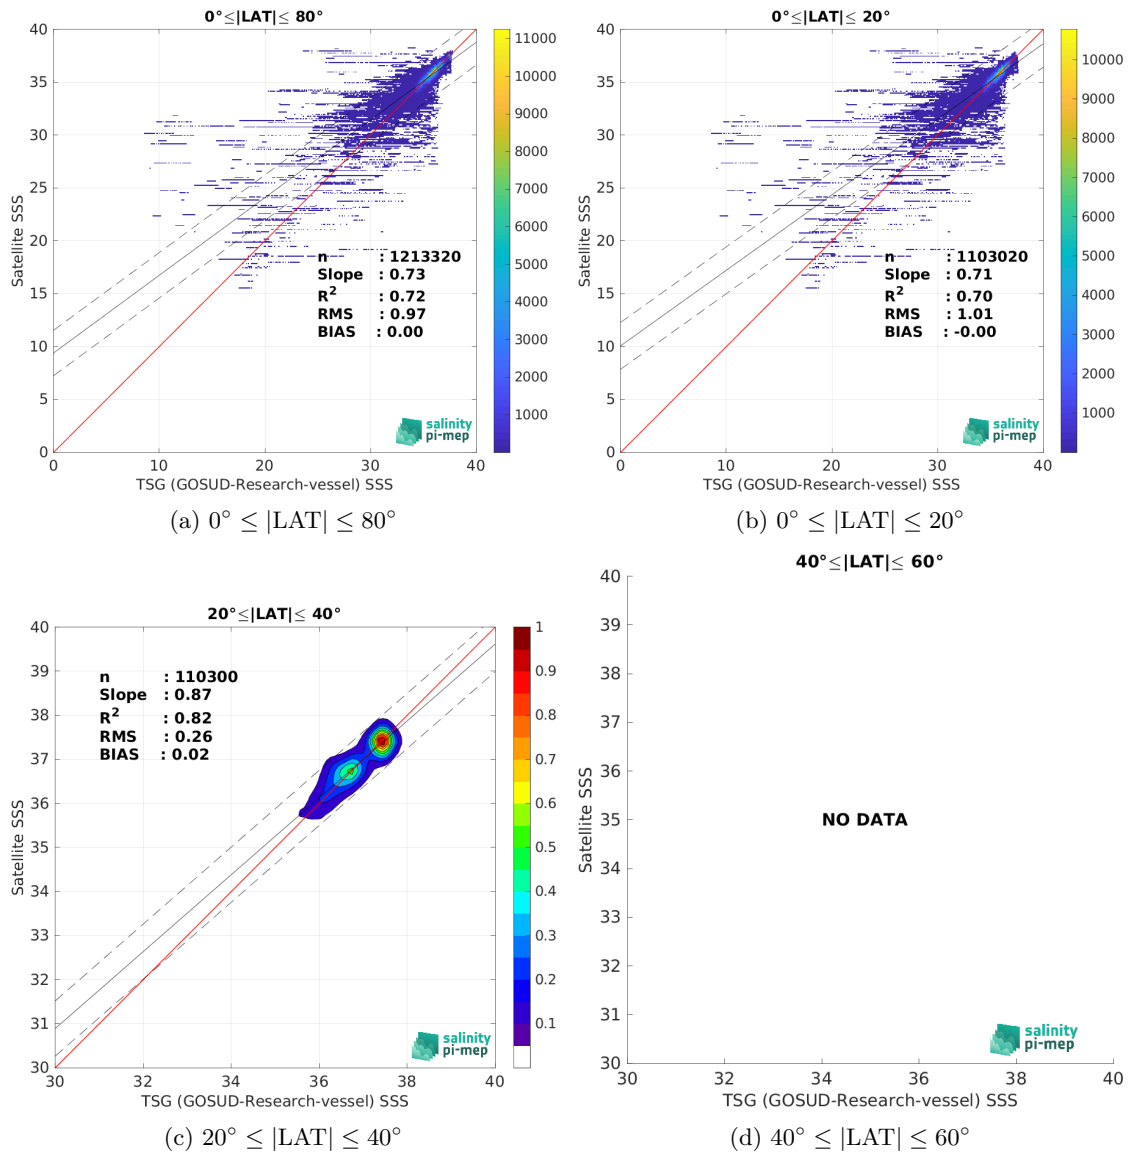 0°≤|LAT|≤ 80°
40
35
30
25
20
15
10
5
0
Satellite SSS
n : 1213320
Slope : 0.73
R² : 0.72
RMS : 0.97
BIAS : 0.00
salinity
pi-mep
0 10 20 30 40
TSG (GOSUD-Research-vessel) SSS
11000
10000
9000
8000
7000
6000
5000
4000
3000
2000
1000
(a) 0° ≤ |LAT| ≤ 80°
0°≤|LAT|≤ 20°
40
35
30
25
20
15
10
5
0
Satellite SSS
n : 1103020
Slope : 0.71
R² : 0.70
RMS : 1.01
BIAS : -0.00
salinity
pi-mep
0 10 20 30 40
TSG (GOSUD-Research-vessel) SSS
10000
9000
8000
7000
6000
5000
4000
3000
2000
1000
(b) 0° ≤ |LAT| ≤ 20°
20°≤|LAT|≤ 40°
40
39
38
37
36
35
34
33
32
31
30
Satellite SSS
n : 110300
Slope : 0.87
R² : 0.82
RMS : 0.26
BIAS : 0.02
salinity
pi-mep
30 32 34 36 38 40
TSG (GOSUD-Research-vessel) SSS
1
0.9
0.8
0.7
0.6
0.5
0.4
0.3
0.2
0.1
(c) 20° ≤ |LAT| ≤ 40°
40°≤|LAT|≤ 60°
40
39
38
37
36
35
34
33
32
31
30
Satellite SSS
NO DATA
salinity
pi-mep
30 32 34 36 38 40
TSG (GOSUD-Research-vessel) SSS
(d) 40° ≤ |LAT| ≤ 60°